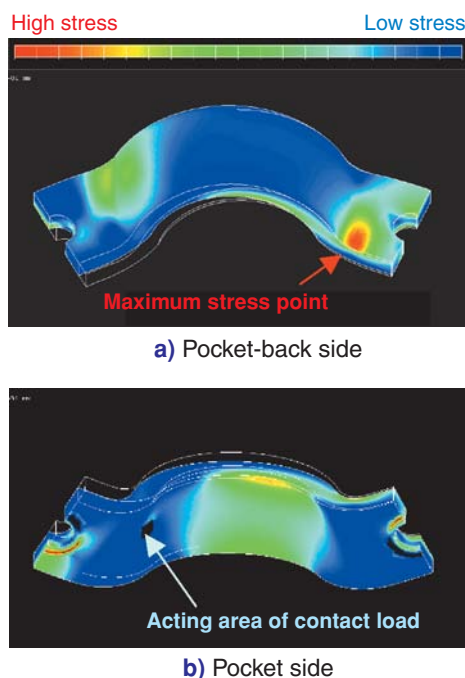 High stress
Low stress
Maximum stress point
a) Pocket-back side
Acting area of contact load
b) Pocket side